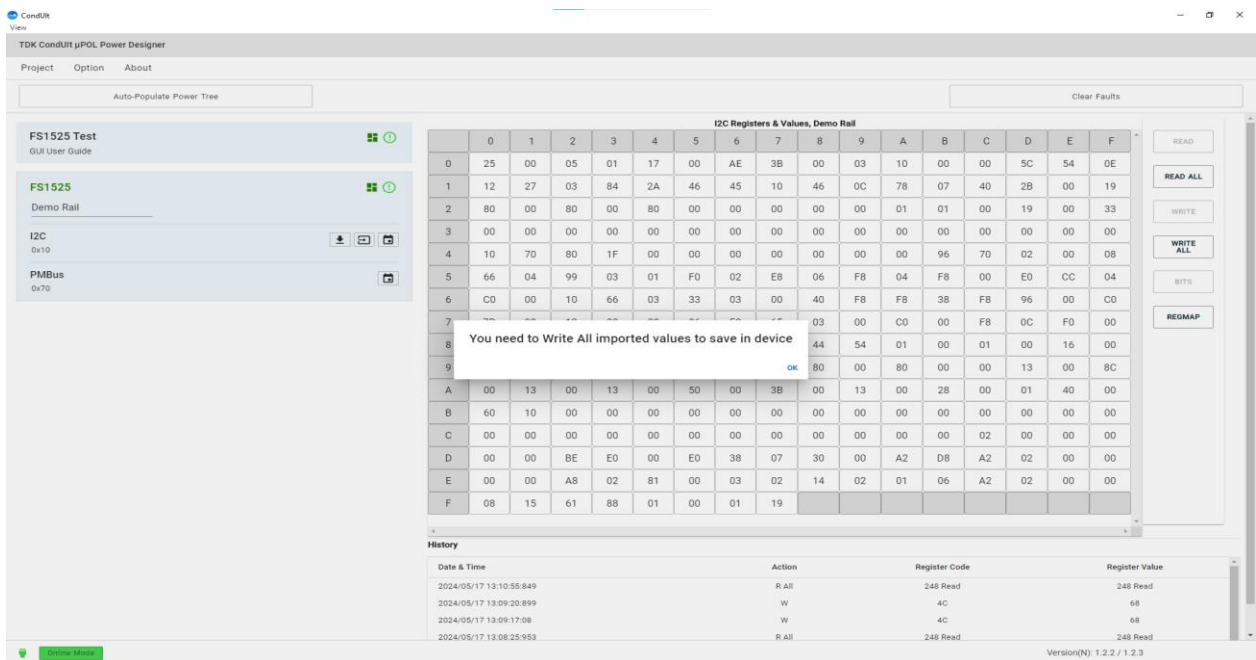 CondUIt
View
TDK CondUIt µPOL Power Designer
Project Option About
Auto-Populate Power Tree
Clear Faults
FS1525 Test
GUI User Guide
FS1525
Demo Rail
I2C
0x10
PMBus
0x70
I2C Registers & Values, Demo Rail
0 1 2 3 4 5 6 7 8 9 A B C D E F
0 25 00 05 01 17 00 AE 3B 00 03 10 00 00 5C 54 0E
1 12 27 03 84 2A 46 45 10 46 0C 78 07 40 2B 00 19
2 80 00 80 00 80 00 00 00 00 00 01 01 00 19 00 33
3 00 00 00 00 00 00 00 00 00 00 00 00 00 00 00 00
4 10 70 80 1F 00 00 00 00 00 00 00 96 70 02 00 08
5 66 04 99 03 01 F0 02 E8 06 F8 04 F8 00 E0 CC 04
6 C0 00 10 66 03 33 03 00 40 F8 F8 38 F8 96 00 C0
7 03 00 C0 00 F8 0C F0 00
8 44 54 01 00 01 00 16 00
9 80 00 80 00 00 13 00 8C
A 00 13 00 13 00 50 00 3B 00 13 00 28 00 01 40 00
B 60 10 00 00 00 00 00 00 00 00 00 00 00 00 00 00
C 00 00 00 00 00 00 00 00 00 00 00 00 02 00 00 00
D 00 00 BE E0 00 E0 38 07 30 00 A2 D8 A2 02 00 00
E 00 00 A8 02 81 00 03 02 14 02 01 06 A2 02 00 00
F 08 15 61 88 01 00 01 19
You need to Write All imported values to save in device
OK
READ
READ ALL
WRITE
WRITE
ALL
BITS
REGMAP
History
Date & Time Action Register Code Register Value
2024/05/17 13:10:55:849 R All 248 Read 248 Read
2024/05/17 13:09:20:899 W 4C 68
2024/05/17 13:09:17:08 W 4C 68
2024/05/17 13:08:25:953 R All 248 Read 248 Read
Online Mode
Version(N): 1.2.2 / 1.2.3